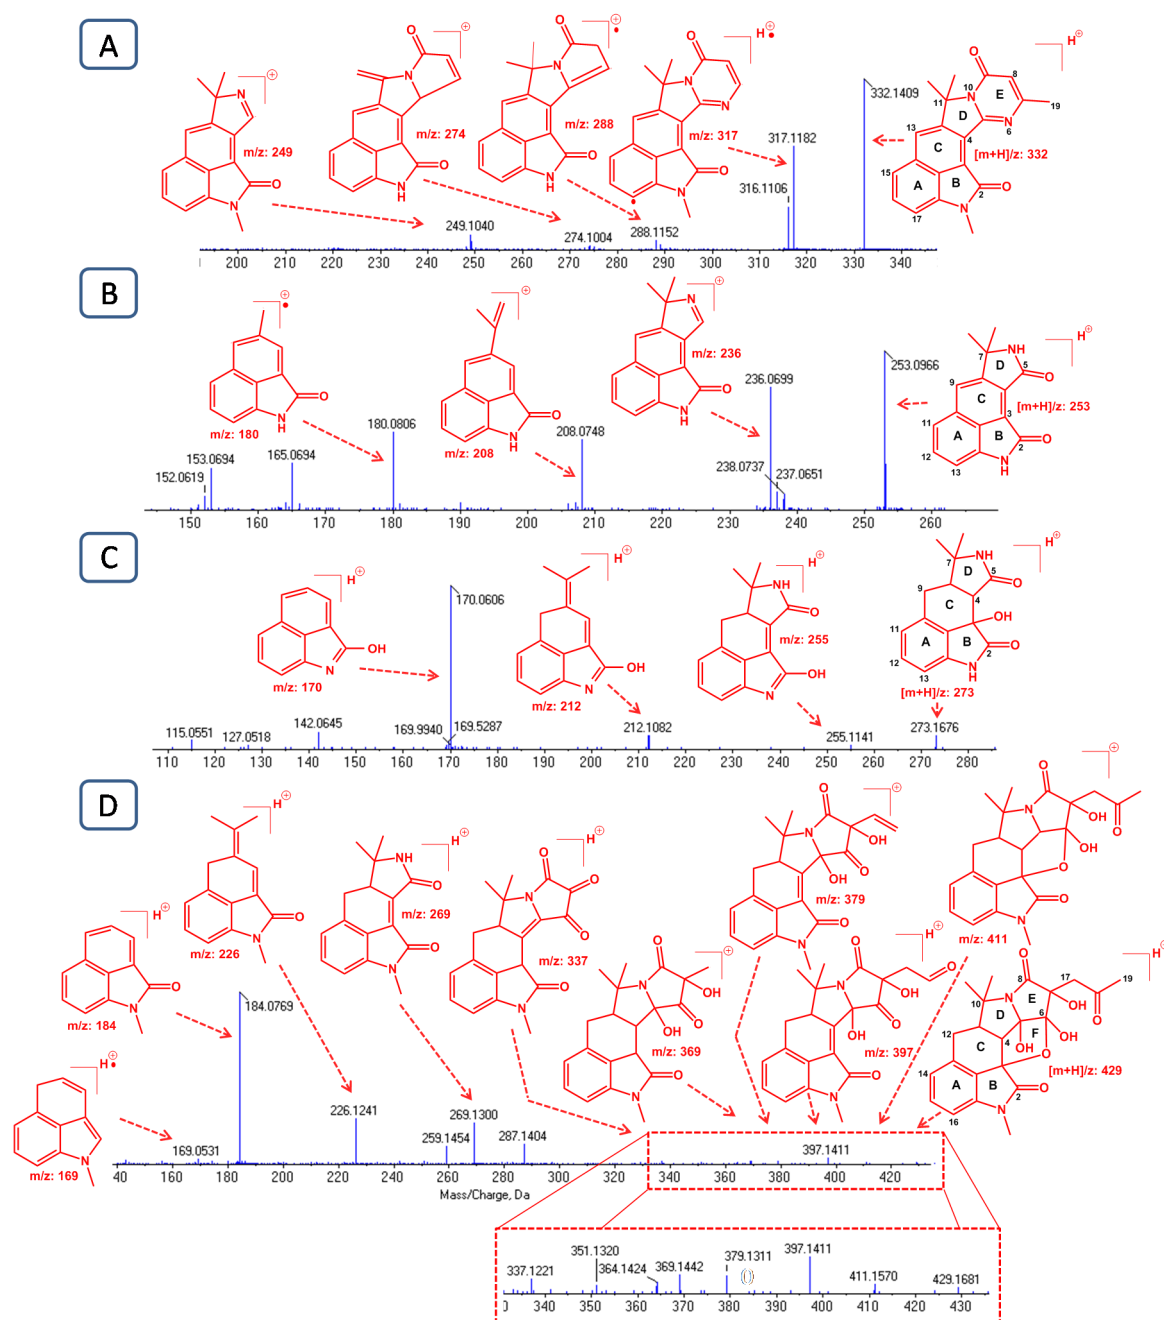 A
m/z: 249
m/z: 274
m/z: 288
m/z: 317
[m+H]/z: 332
332.1409
317.1182
316.1106
249.1040
274.1004
288.1152
200 210 220 230 240 250 260 270 280 290 300 310 320 330 340
B
m/z: 180
m/z: 208
m/z: 236
[m+H]/z: 253
253.0966
236.0699
238.0737
237.0651
208.0748
180.0806
165.0694
153.0694
152.0619
150 160 170 180 190 200 210 220 230 240 250 260
C
m/z: 170
m/z: 212
m/z: 255
[m+H]/z: 273
170.0606
169.9940
169.5287
115.0551
127.0518
142.0645
212.1082
255.1141
273.1676
110 120 130 140 150 160 170 180 190 200 210 220 230 240 250 260 270 280
D
m/z: 169
m/z: 184
m/z: 226
m/z: 269
m/z: 337
m/z: 369
m/z: 379
m/z: 397
m/z: 411
[m+H]/z: 429
184.0769
169.0531
226.1241
259.1454
269.1300
287.1404
397.1411
40 160 180 200 220 240 260 280 300 320 340 360 380 400 420
Mass/Charge, Da
337.1221
351.1320
364.1424
369.1442
379.1311
397.1411
411.1570
429.1681
0 340 350 360 370 380 390 400 410 420 430